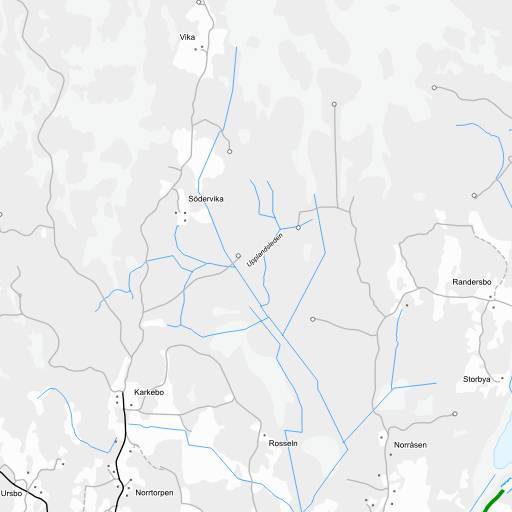 Vika
Södervika
Upplandsleden
Randersbo
Storbya
Karkebo
Rosseln
Norråsen
Ursbo
Norrtorpen